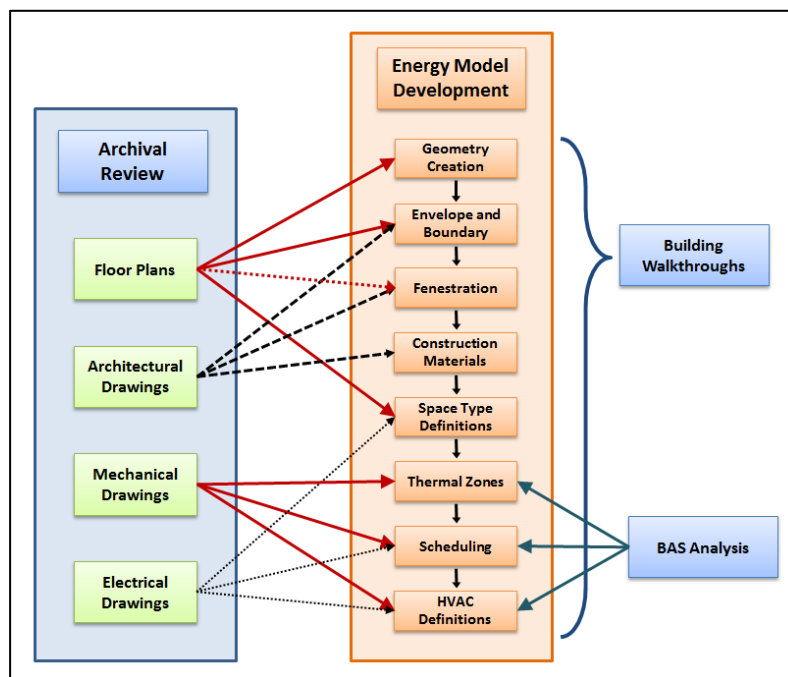 Archival
Review
Floor Plans
Architectural
Drawings
Mechanical
Drawings
Electrical
Drawings
Energy Model
Development
Geometry
Creation
Envelope and
Boundary
Fenestration
Construction
Materials
Space Type
Definitions
Thermal Zones
Scheduling
HVAC
Definitions
Building
Walkthroughs
BAS Analysis